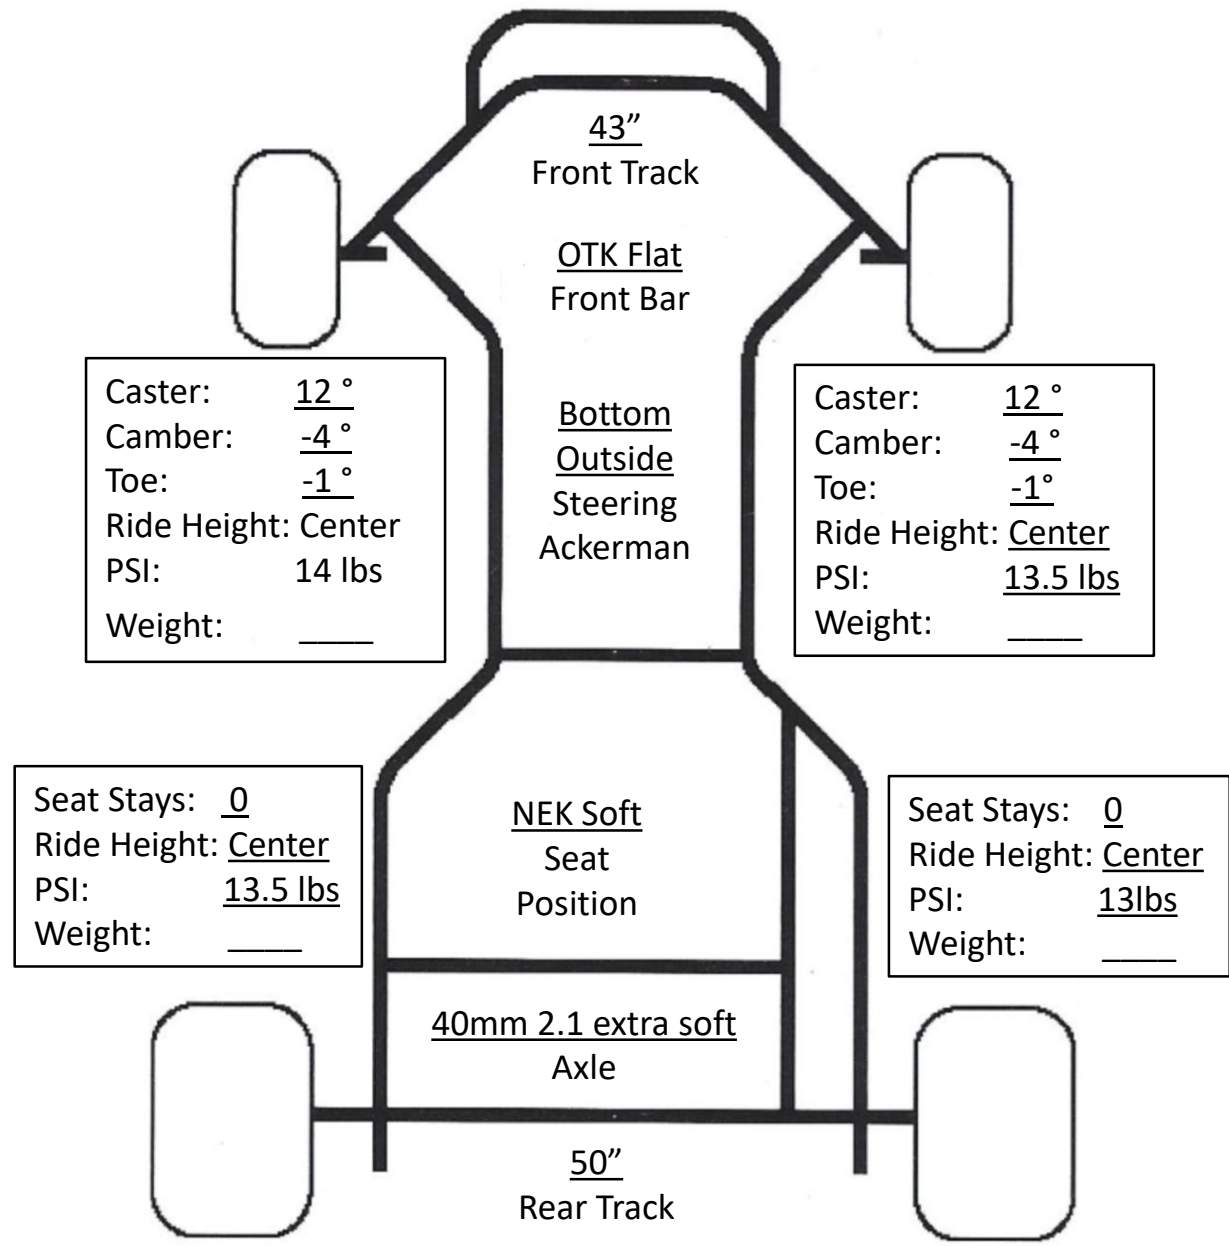 43”
Front Track
OTK Flat
Front Bar
Caster: 12 °
Camber: -4 °
Toe: -1 °
Ride Height: Center
PSI: 14 lbs
Weight: ____
Bottom
Outside
Steering
Ackerman
Caster: 12 °
Camber: -4 °
Toe: -1°
Ride Height: Center
PSI: 13.5 lbs
Weight: ____
Seat Stays: 0
Ride Height: Center
PSI: 13.5 lbs
Weight: ____
NEK Soft
Seat
Position
Seat Stays: 0
Ride Height: Center
PSI: 13lbs
Weight: ____
40mm 2.1 extra soft
Axle
50”
Rear Track